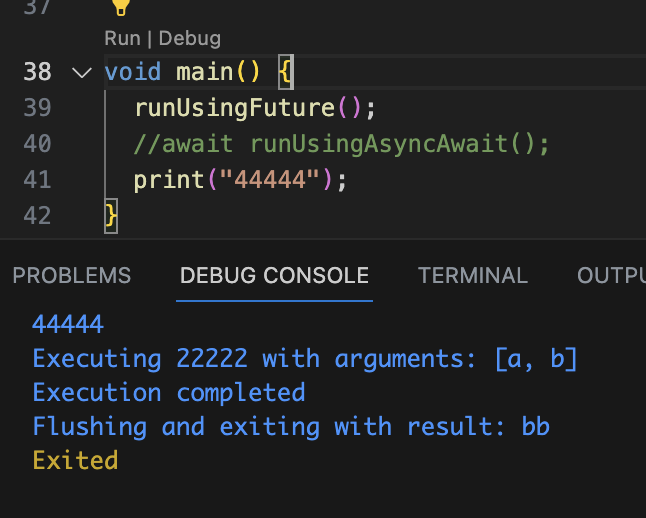 37
Run | Debug
38 void main() {
39 runUsingFuture();
40 //await runUsingAsyncAwait();
41 print("44444");
42 }
PROBLEMS DEBUG CONSOLE TERMINAL OUTPU
44444
Executing 22222 with arguments: [a, b]
Execution completed
Flushing and exiting with result: bb
Exited